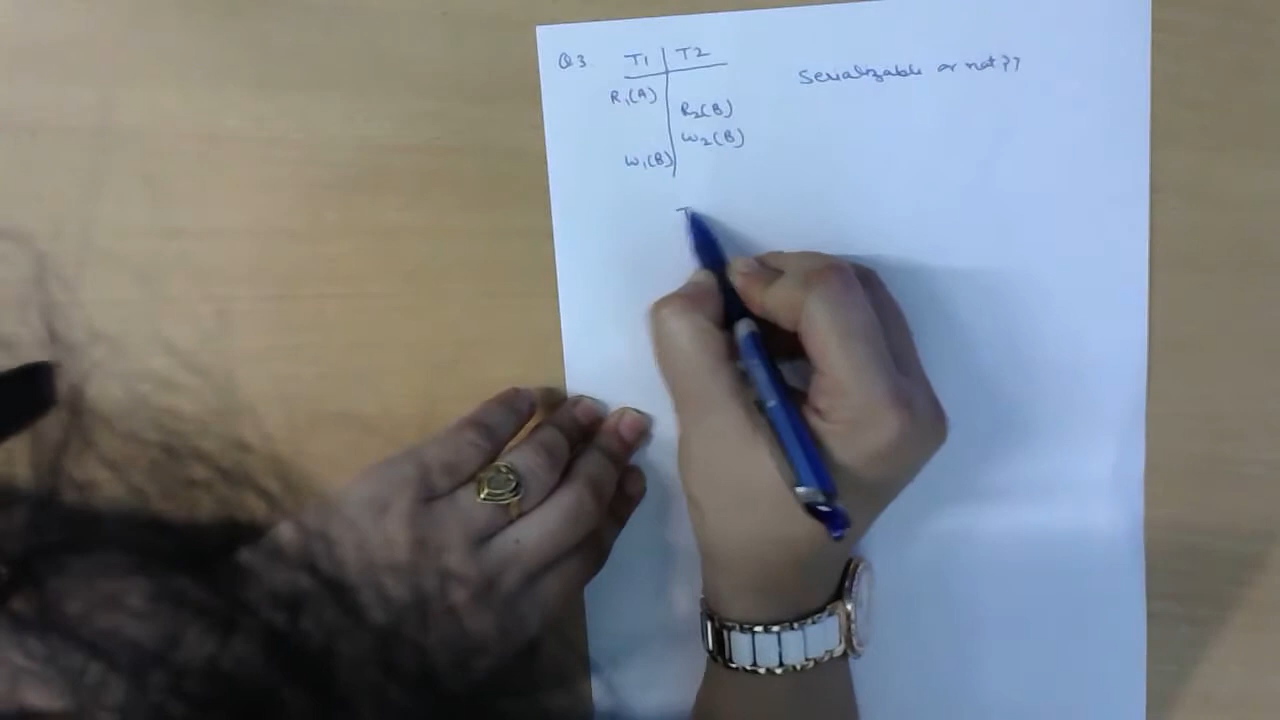 Q3 T1 T2 Serializable or not??
R1(A)
R2(B)
W2(B)
W1(B)
T